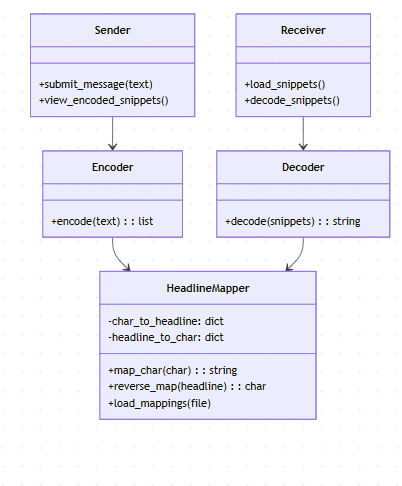 Sender
+submit_message(text)
+view_encoded_snippets()
Receiver
+load_snippets()
+decode_snippets()
Encoder
+encode(text) : : list
Decoder
+decode(snippets) : : string
HeadlineMapper
-char_to_headline: dict
-headline_to_char: dict
+map_char(char) : : string
+reverse_map(headline) : : char
+load_mappings(file)